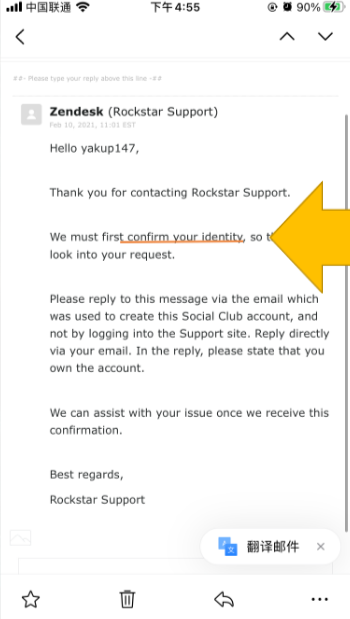 中国联通
下午4:55
90%
##- Please type your reply above this line -##
Zendesk (Rockstar Support)
Feb 10, 2021, 11:01 EST
Hello yakup147,
Thank you for contacting Rockstar Support.
We must first confirm your identity, so
look into your request.
Please reply to this message via the email which
was used to create this Social Club account, and
not by logging into the Support site. Reply directly
via your email. In the reply, please state that you
own the account.
We can assist with your issue once we receive this
confirmation.
Best regards,
Rockstar Support
翻译邮件